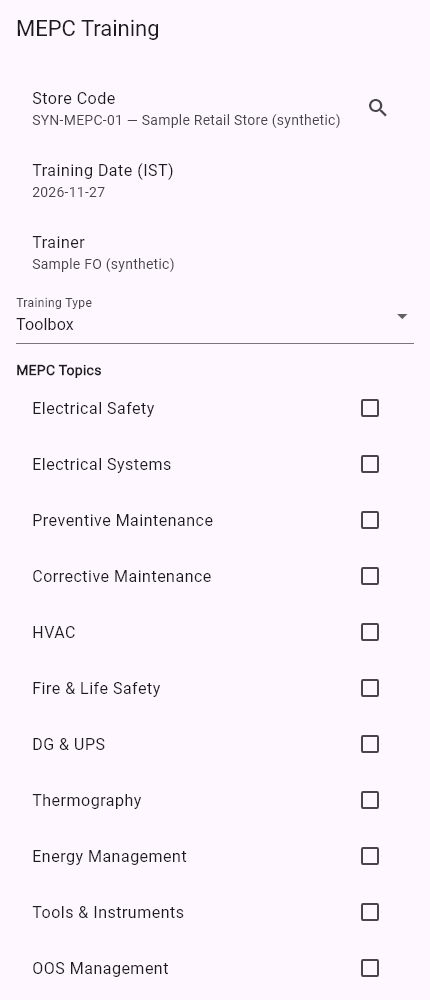 MEPC Training
Store Code
SYN-MEPC-01 — Sample Retail Store (synthetic)
Training Date (IST)
2026-11-27
Trainer
Sample FO (synthetic)
Training Type
Toolbox
MEPC Topics
Electrical Safety
Electrical Systems
Preventive Maintenance
Corrective Maintenance
HVAC
Fire & Life Safety
DG & UPS
Thermography
Energy Management
Tools & Instruments
OOS Management